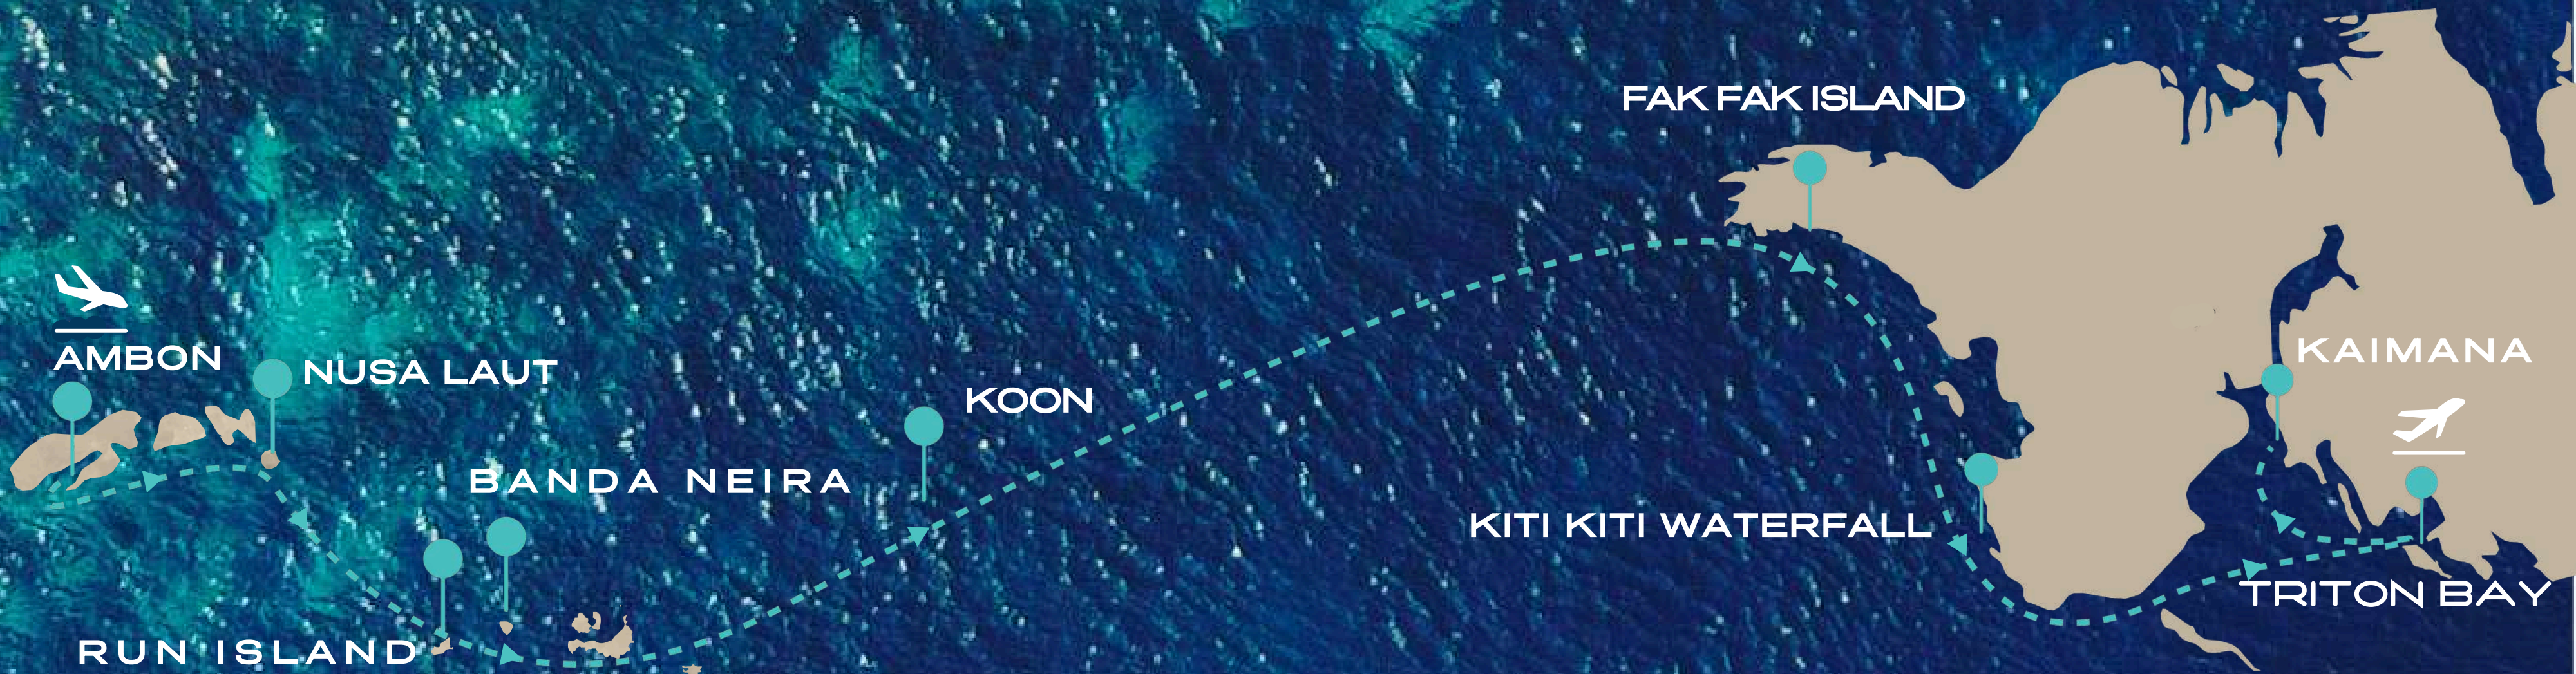 FAK FAK ISLAND
AMBON
NUSA LAUT
KAIMANA
KOON
BANDA NEIRA
KITI KITI WATERFALL
TRITON BAY
RUN ISLAND